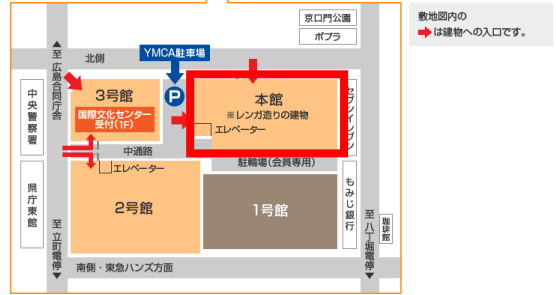 京口門公園
ポプラ
敷地図内の
➡は建物への入口です。
YMCA駐車場
北側
▲至 広島合同庁舎
中央警察署
3号館
国際文化センター
受付(1F)
P
本館
※レンガ造りの建物
エレベーター
セブンイレブン
中通路
駐輪場(会員専用)
エレベーター
県庁東館
2号館
1号館
もみじ銀行
至 立町電停▼
至 八丁堀電停▼
珈琲館
南側・東急ハンズ方面